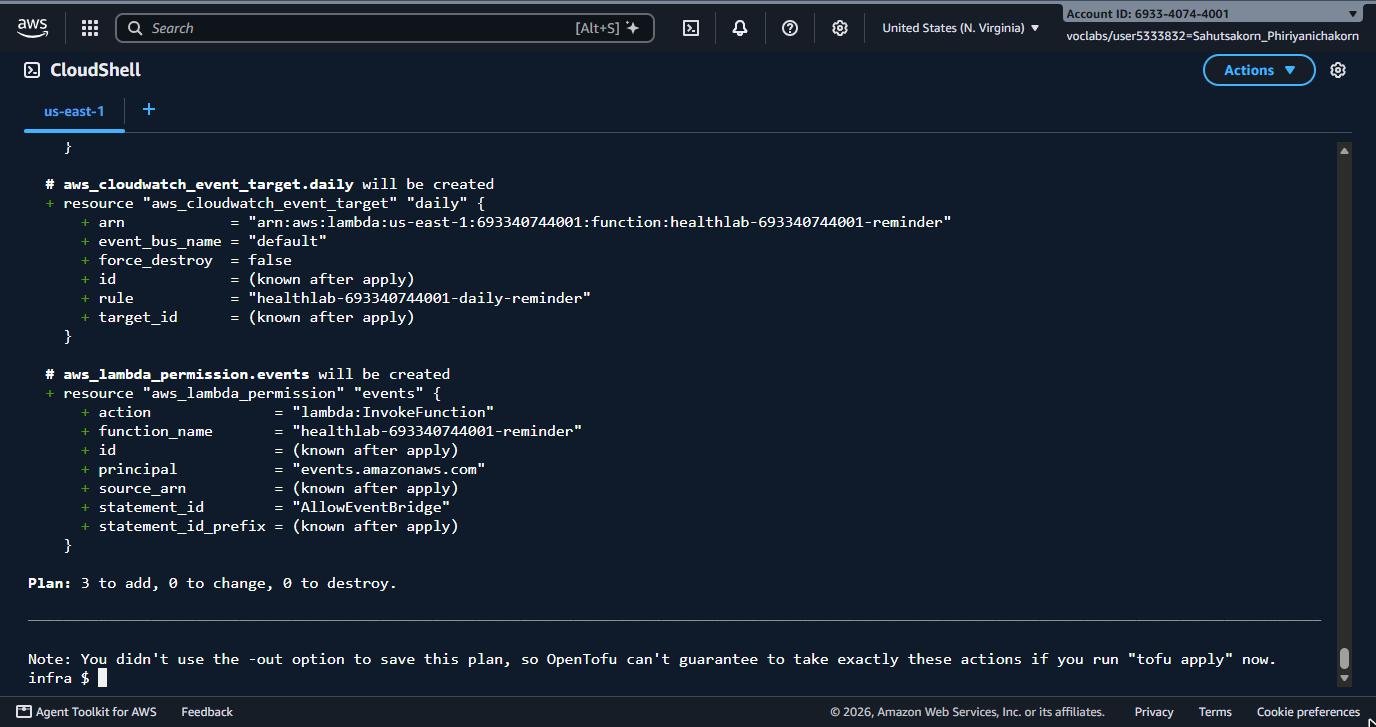 aws
Search
[Alt+S]
United States (N. Virginia)
Account ID: 6933-4074-4001
voclabs/user5333832=Sahutsakorn_Phiriyanichakorn
CloudShell
Actions
us-east-1
+
    }

  # aws_cloudwatch_event_target.daily will be created
  + resource "aws_cloudwatch_event_target" "daily" {
      + arn            = "arn:aws:lambda:us-east-1:693340744001:function:healthlab-693340744001-reminder"
      + event_bus_name = "default"
      + force_destroy  = false
      + id             = (known after apply)
      + rule           = "healthlab-693340744001-daily-reminder"
      + target_id      = (known after apply)
    }

  # aws_lambda_permission.events will be created
  + resource "aws_lambda_permission" "events" {
      + action              = "lambda:InvokeFunction"
      + function_name       = "healthlab-693340744001-reminder"
      + id                  = (known after apply)
      + principal           = "events.amazonaws.com"
      + source_arn          = (known after apply)
      + statement_id        = "AllowEventBridge"
      + statement_id_prefix = (known after apply)
    }

Plan: 3 to add, 0 to change, 0 to destroy.

Note: You didn't use the -out option to save this plan, so OpenTofu can't guarantee to take exactly these actions if you run "tofu apply" now.
infra $
Agent Toolkit for AWS
Feedback
© 2026, Amazon Web Services, Inc. or its affiliates.
Privacy
Terms
Cookie preferences